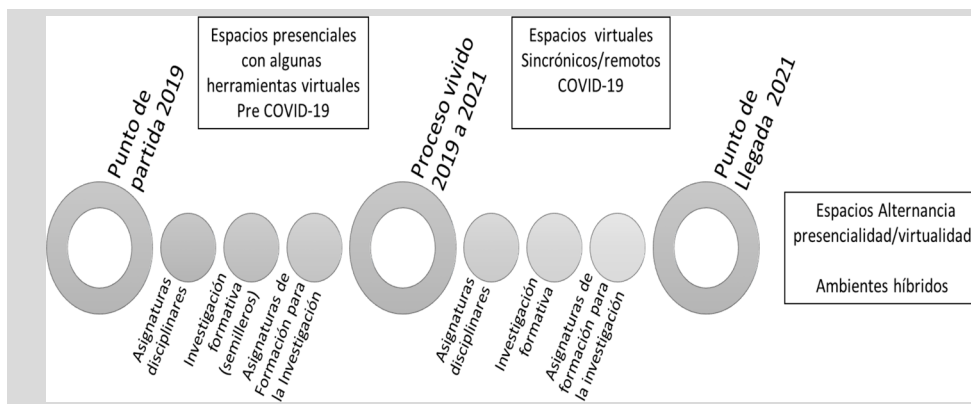 Espacios presenciales
con algunas
herramientas virtuales
Pre COVID-19
Espacios virtuales
Sincrónicos/remotos
COVID-19
Punto de
partida 2019
Proceso vivido
2019 a 2021
Punto de
Llegada 2021
Espacios Alternancia
presencialidad/virtualidad
Ambientes híbridos
Asignaturas
disciplinares
Investigación
formativa
(semilleros)
Asignaturas de
Formación para
la Investigación
Asignaturas
disciplinares
Investigación
formativa
Asignaturas de
formación para
la investigación